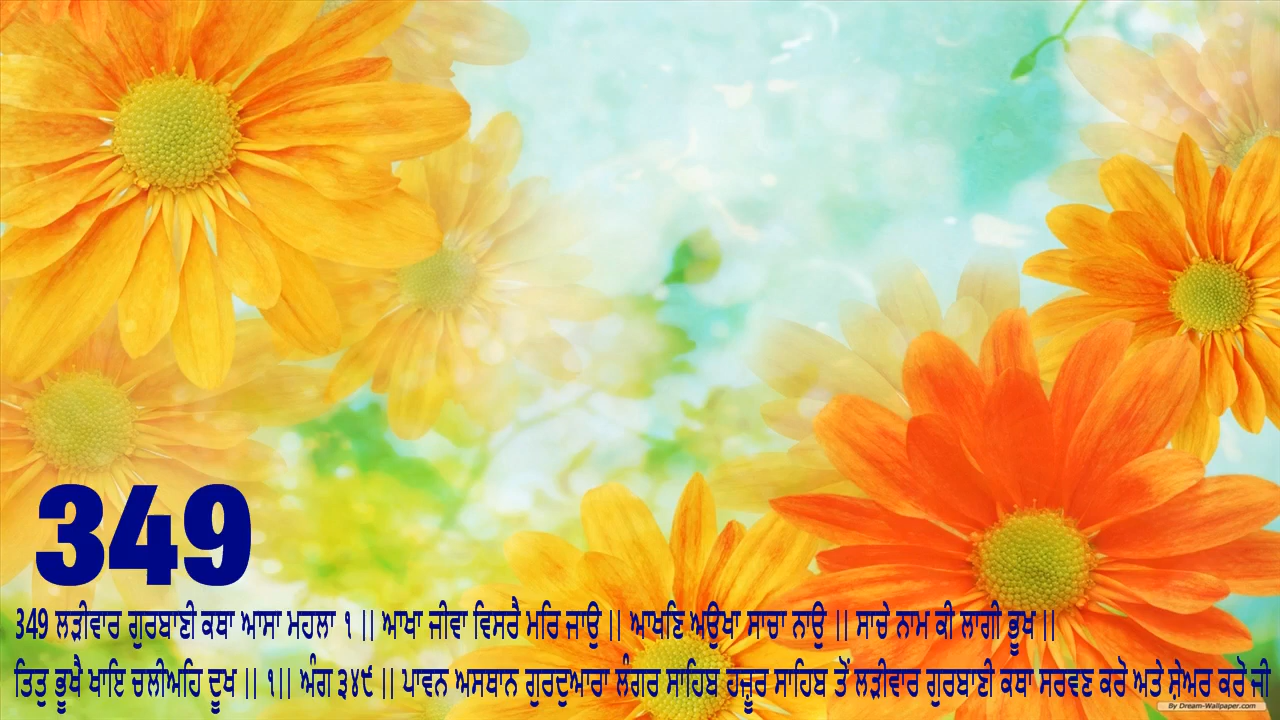 349
349 ਲੜੀਵਾਰ ਗੁਰਬਾਣੀ ਕਥਾ ਆਸਾ ਮਹਲਾ ੧ || ਆਖਾ ਜੀਵਾ ਵਿਸਰੈ ਮਰਿ ਜਾਉ || ਆਖਣਿ ਅਉਖਾ ਸਾਚਾ ਨਾਉ || ਸਾਚੇ ਨਾਮ ਕੀ ਲਾਗੀ ਭੂਖ ||
ਤਿਤੁ ਭੂਖੈ ਖਾਇ ਚਲੀਅਹਿ ਦੂਖ || ੧|| ਅੰਗ ੩੪੯ || ਪਾਵਨ ਅਸਥਾਨ ਗੁਰਦੁਆਰਾ ਲੰਗਰ ਸਾਹਿਬ ਹਜ਼ੂਰ ਸਾਹਿਬ ਤੋਂ ਲੜੀਵਾਰ ਗੁਰਬਾਣੀ ਕਥਾ ਸਰਵਣ ਕਰੋ ਅਤੇ ਸ਼ੇਅਰ ਕਰੋ ਜੀ
By Dream-Wallpaper.com